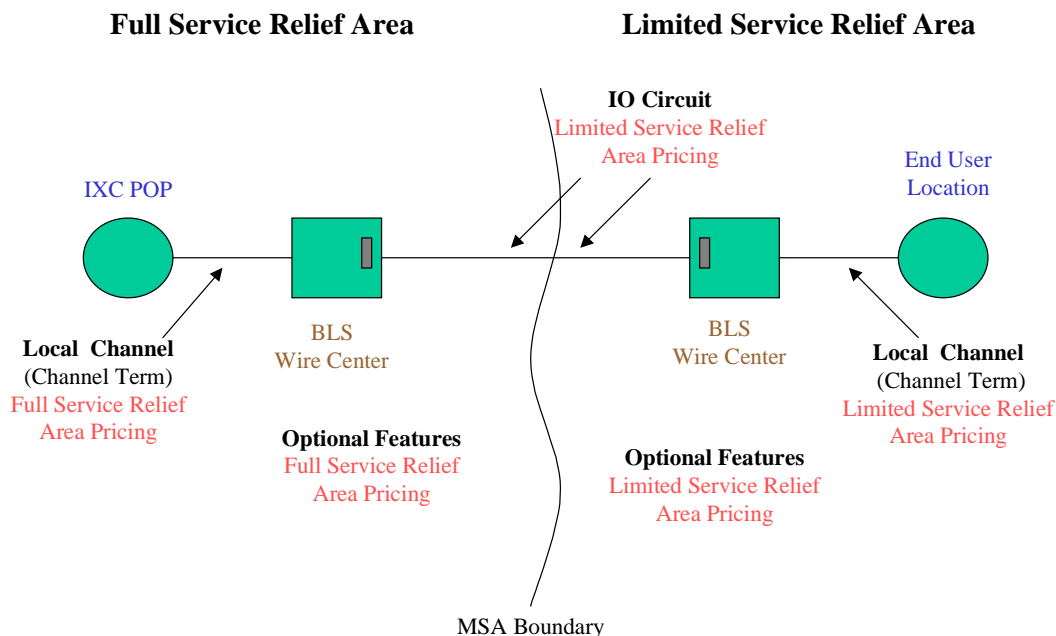 Full Service Relief Area
Limited Service Relief Area
IO Circuit
Limited Service Relief
Area Pricing
IXC POP
End User
Location
BLS
Wire Center
BLS
Wire Center
Local Channel
(Channel Term)
Full Service Relief
Area Pricing
Local Channel
(Channel Term)
Limited Service Relief
Area Pricing
Optional Features
Full Service Relief
Area Pricing
Optional Features
Limited Service Relief
Area Pricing
MSA Boundary